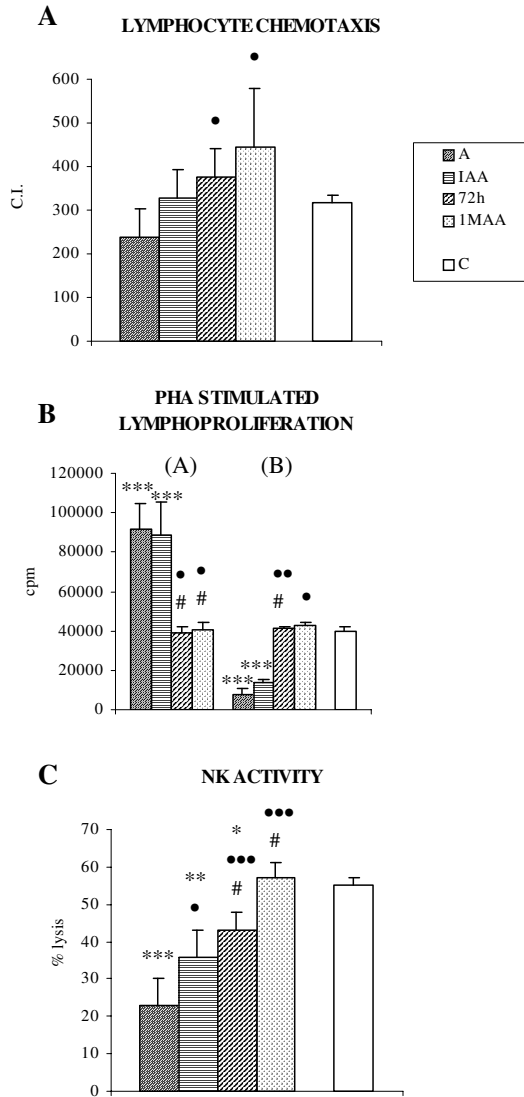 A
LYMPHOCYTE CHEMOTAXIS
600
500
400
300
200
100
0
C.I.
● ●
A
IAA
72h
1MAA
C
B
PHA STIMULATED
LYMPHOPROLIFERATION
(A) (B)
120000
100000
80000
60000
40000
20000
0
cpm
*** ***
● ● ●● ●
# # #
*** ***
C
NK ACTIVITY
70
60
50
40
30
20
10
0
% lysis
●●●
* #
** ●●●
● #
***